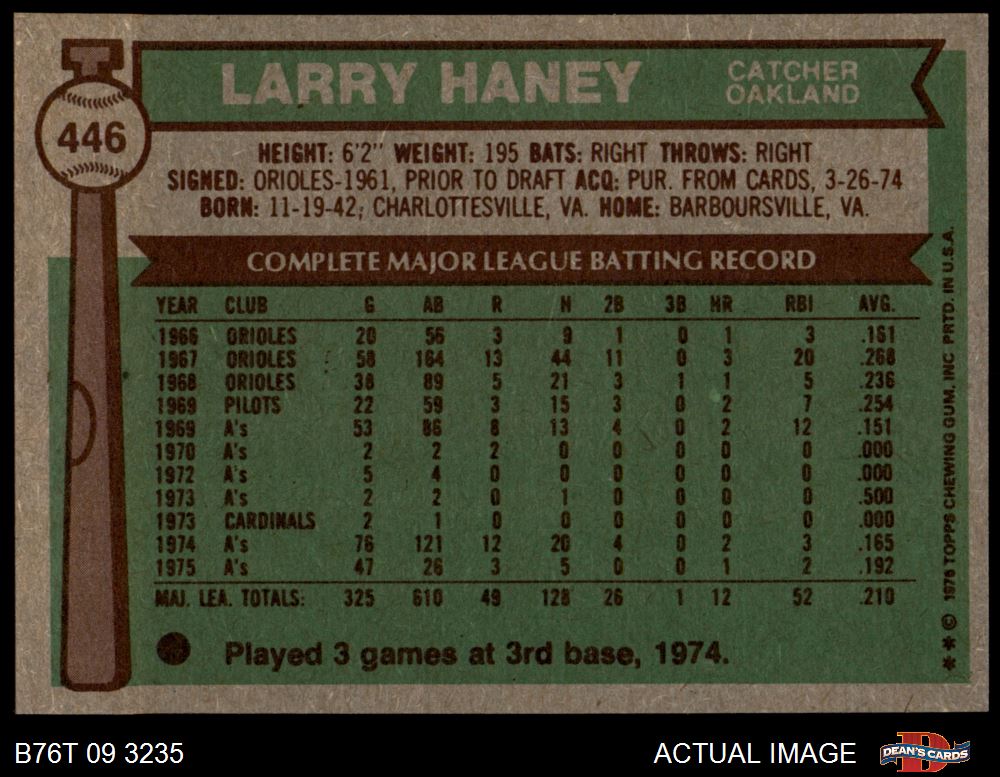 LARRY HANEY
CATCHER
OAKLAND
446
HEIGHT: 6'2" WEIGHT: 195 BATS: RIGHT THROWS: RIGHT
SIGNED: ORIOLES-1961, PRIOR TO DRAFT ACQ: PUR. FROM CARDS, 3-26-74
BORN: 11-19-42, CHARLOTTESVILLE, VA. HOME: BARBOURSVILLE, VA.
COMPLETE MAJOR LEAGUE BATTING RECORD
YEAR CLUB G AB R H 2B 3B HR RBI AVG.
1966 ORIOLES 20 56 3 9 1 0 1 3 .161
1967 ORIOLES 58 164 13 44 11 0 3 20 .268
1968 ORIOLES 38 89 5 21 3 1 1 5 .236
1969 PILOTS 22 59 3 15 3 0 2 7 .254
1969 A's 53 86 8 13 4 0 2 12 .151
1970 A's 2 2 2 0 0 0 0 0 .000
1972 A's 5 4 0 0 0 0 0 0 .000
1973 A's 2 2 0 1 0 0 0 0 .500
1973 CARDINALS 2 1 0 0 0 0 0 0 .000
1974 A's 76 121 12 20 4 0 2 3 .165
1975 A's 47 26 3 5 0 0 1 2 .192
MAJ. LEA. TOTALS: 325 610 49 128 26 1 12 52 .210
Played 3 games at 3rd base, 1974.
** © 1976 TOPPS CHEWING GUM, INC PRTD. IN U.S.A.
B76T 09 3235
ACTUAL IMAGE
D
DEAN'S CARDS